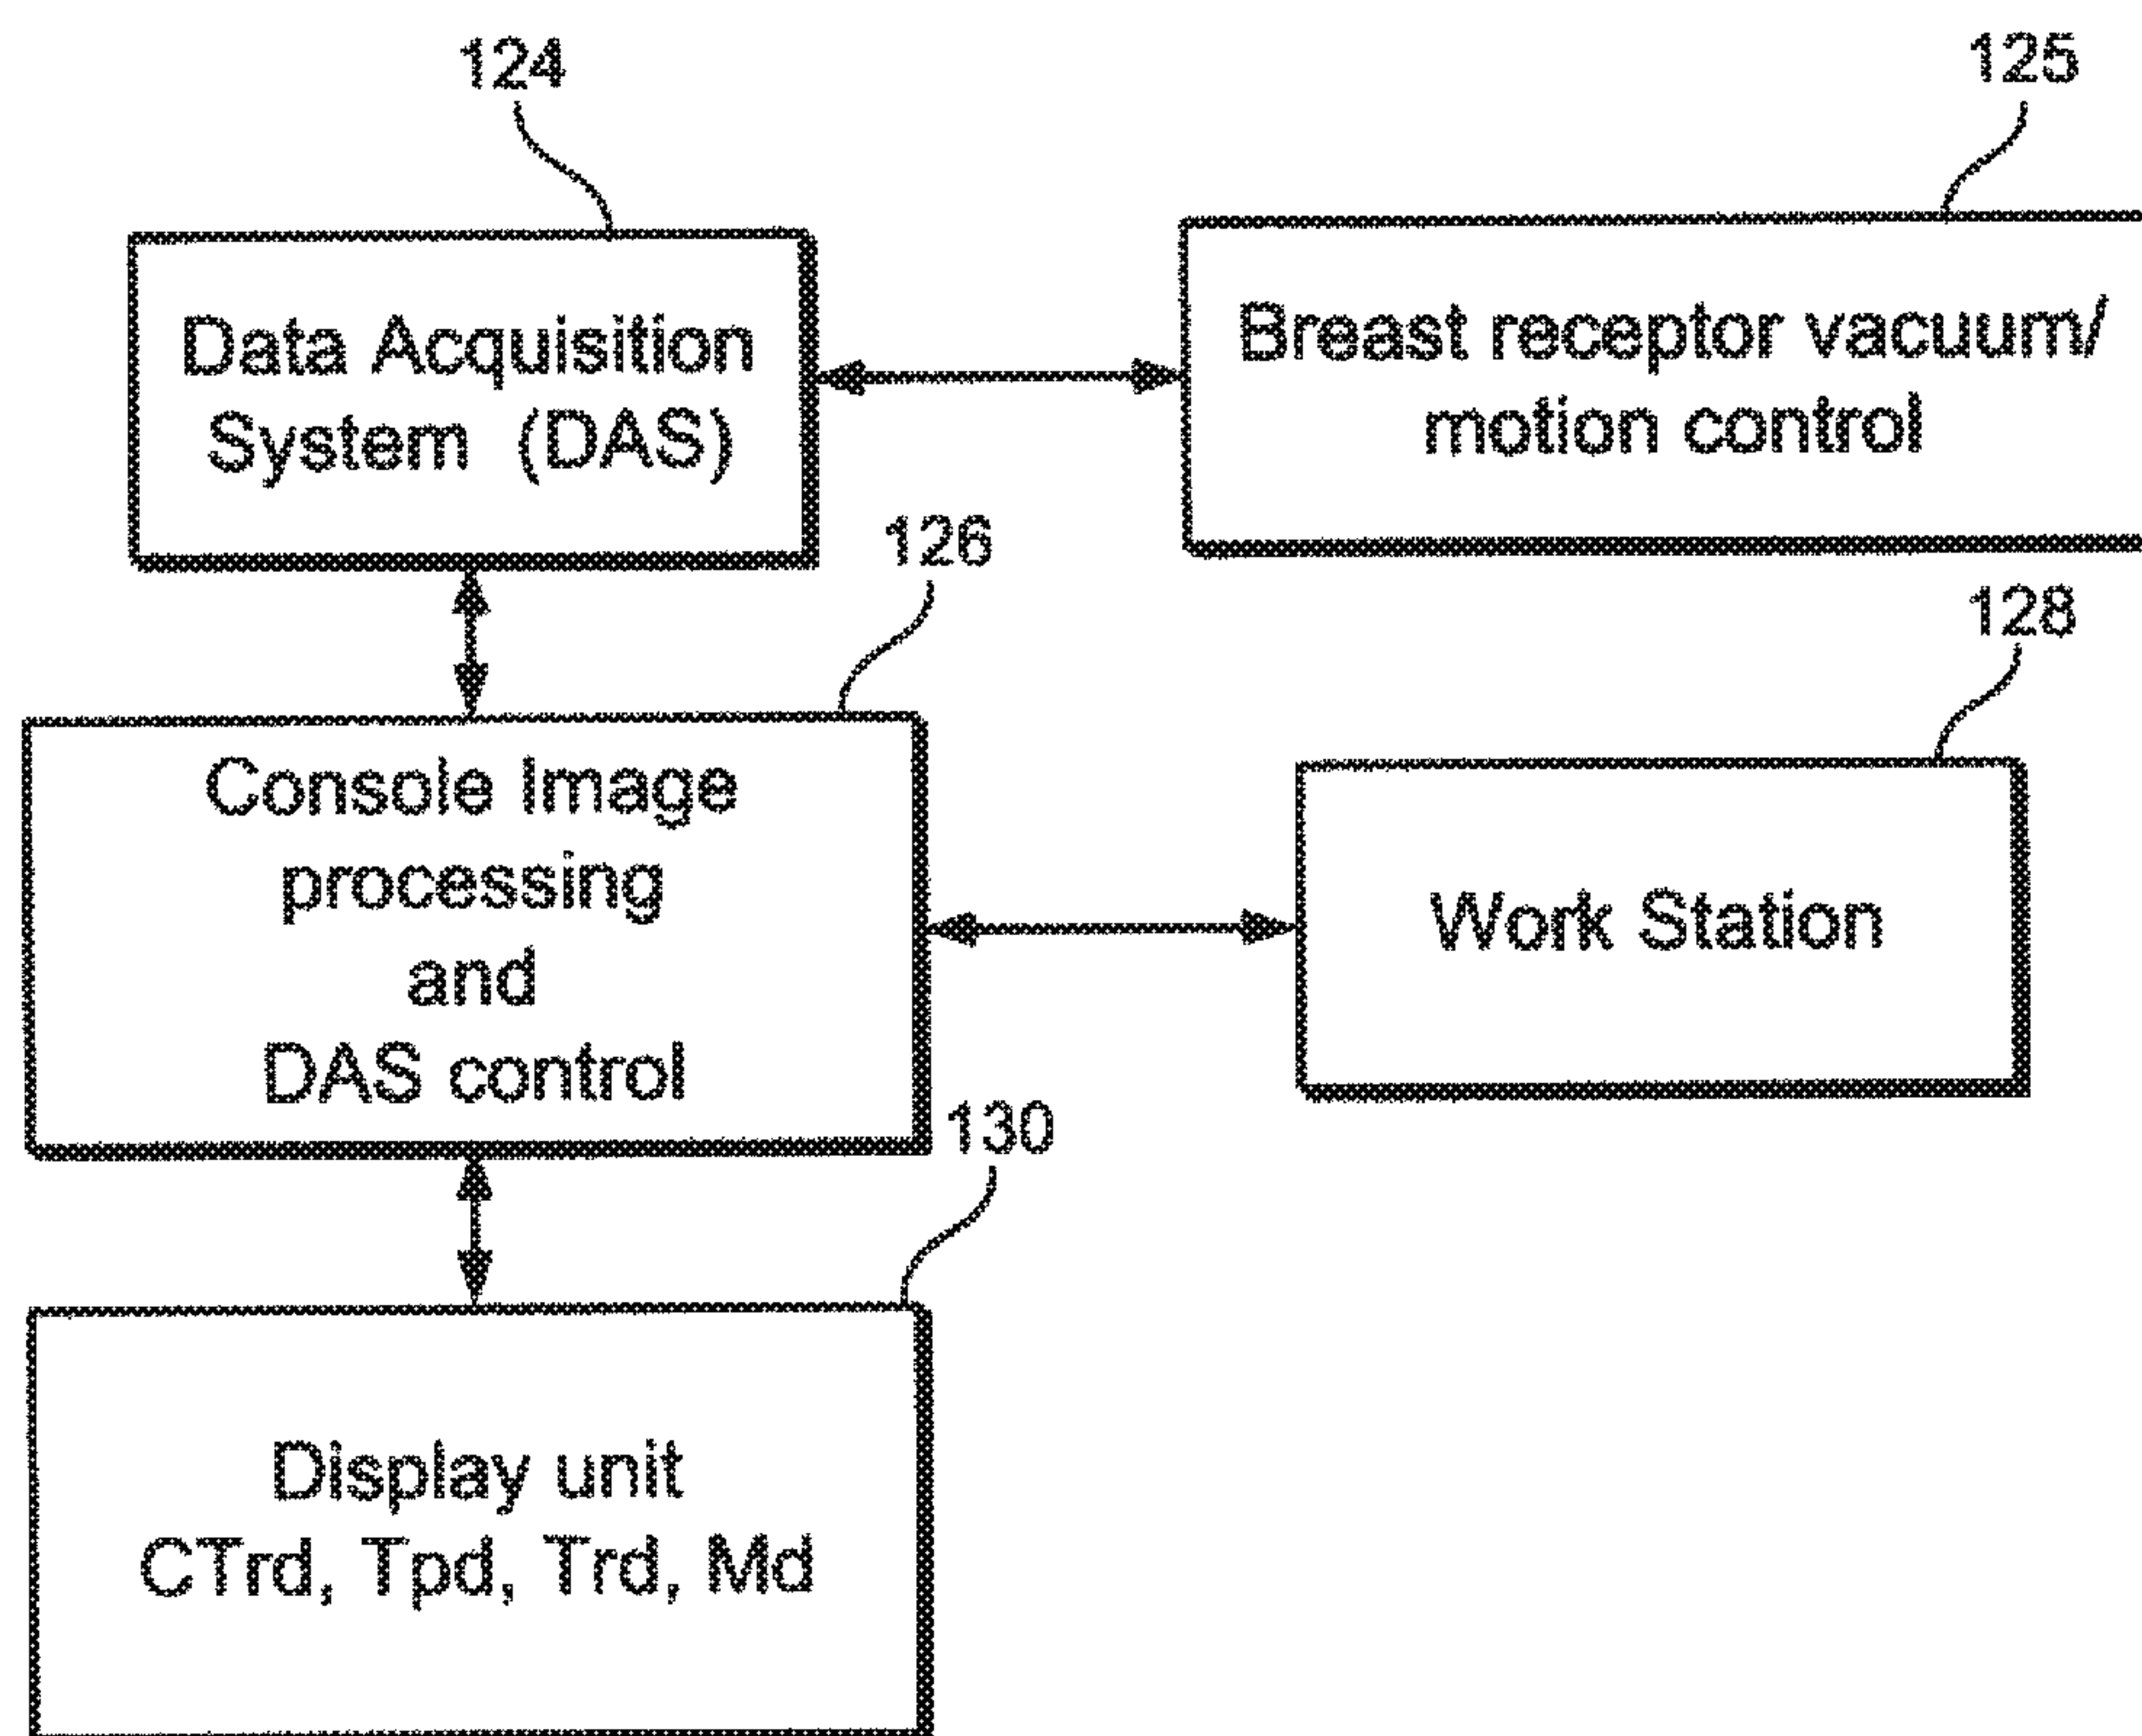 124
125
Data Acquisition
System (DAS)
Breast receptor vacuum/
motion control
126
128
Console Image
processing
and
DAS control
Work Station
130
Display unit
CTrd, Tpd, Trd, Md